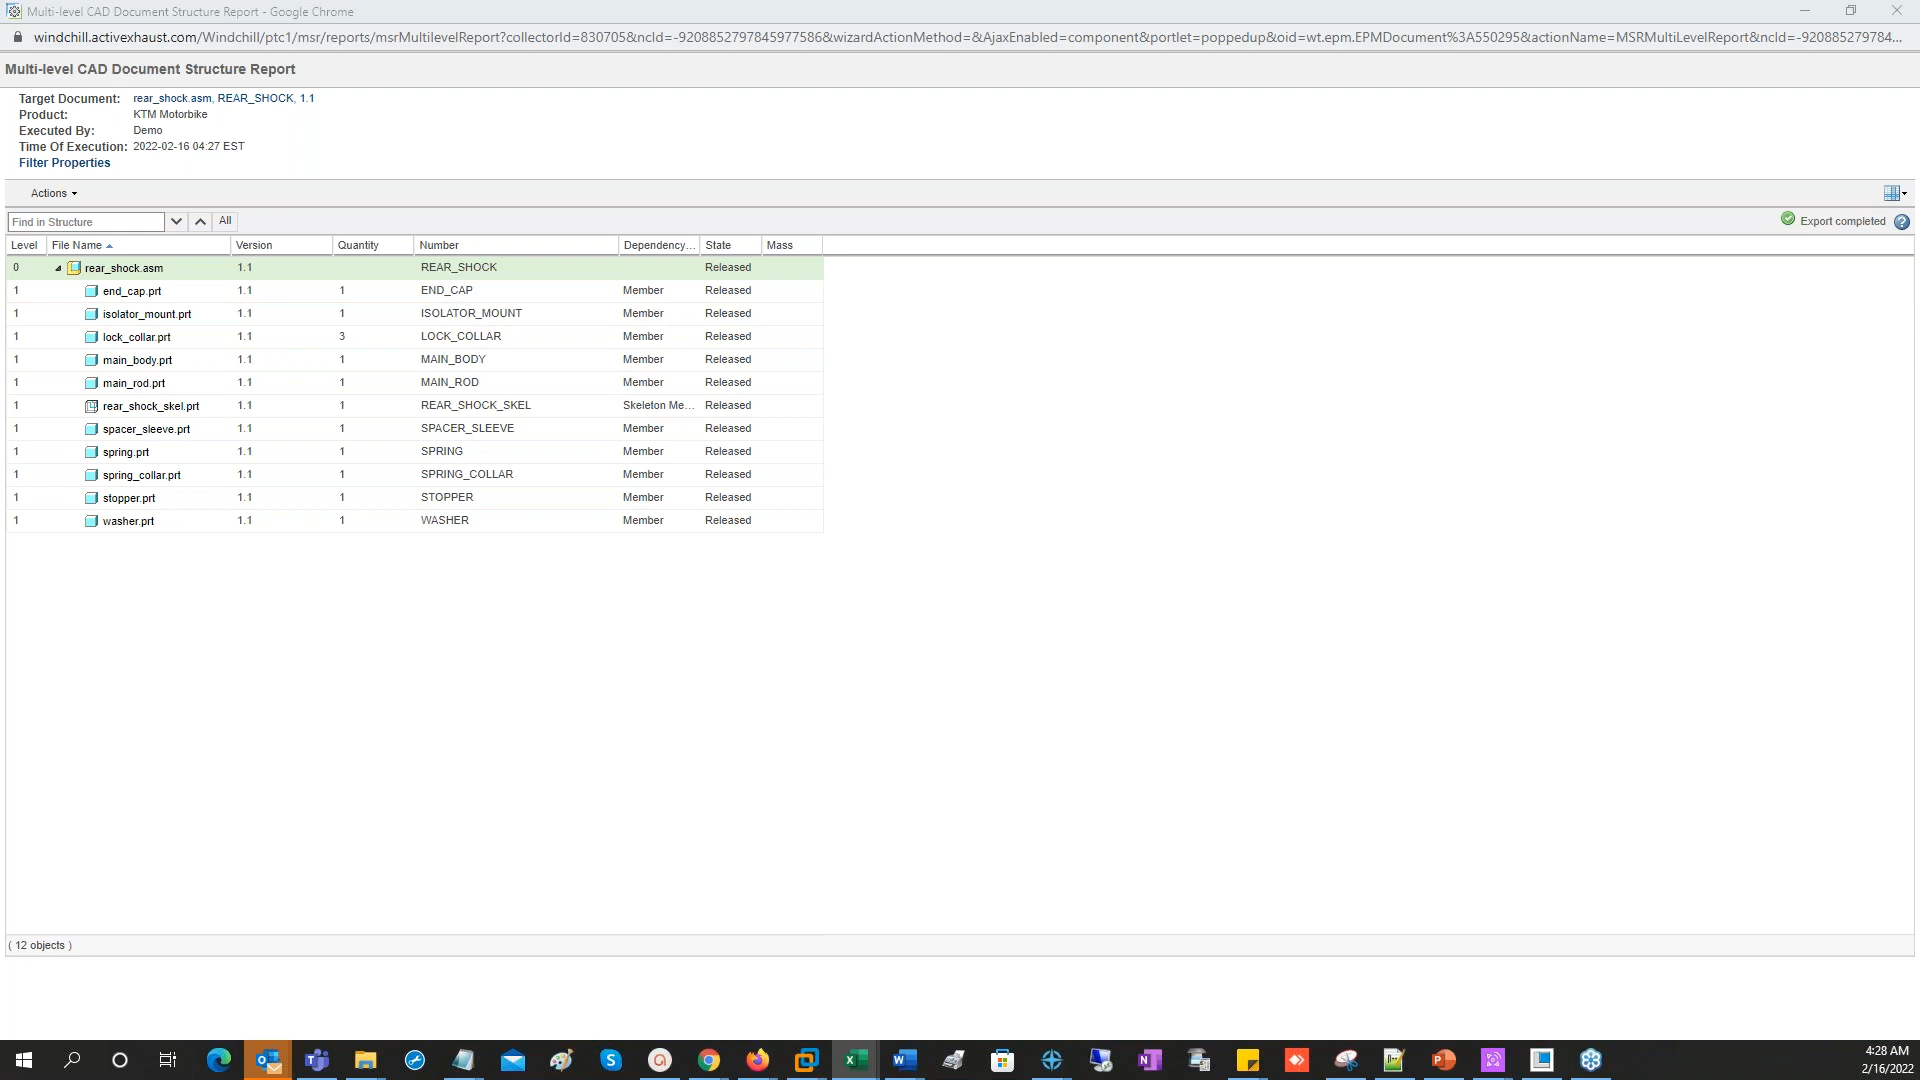 Multi-level CAD Document Structure Report - Google Chrome
windchill.activexhaust.com/Windchill/ptc1/msr/reports/msrMultilevelReport?collectorId=830705&ncId=-9208852797845977586&wizardActionMethod=&AjaxEnabled=component&portlet=poppedup&oid=wt.epm.EPMDocument%3A550295&actionName=MSRMultiLevelReport&ncId=-920885279784...
Multi-level CAD Document Structure Report
Target Document: rear_shock.asm, REAR_SHOCK, 1.1
Product: KTM Motorbike
Executed By: Demo
Time Of Execution: 2022-02-16 04:27 EST
Filter Properties
Actions
Find in Structure All Export completed
Level File Name Version Quantity Number Dependency... State Mass
0 rear_shock.asm 1.1 REAR_SHOCK Released
1 end_cap.prt 1.1 1 END_CAP Member Released
1 isolator_mount.prt 1.1 1 ISOLATOR_MOUNT Member Released
1 lock_collar.prt 1.1 3 LOCK_COLLAR Member Released
1 main_body.prt 1.1 1 MAIN_BODY Member Released
1 main_rod.prt 1.1 1 MAIN_ROD Member Released
1 rear_shock_skel.prt 1.1 1 REAR_SHOCK_SKEL Skeleton Me... Released
1 spacer_sleeve.prt 1.1 1 SPACER_SLEEVE Member Released
1 spring.prt 1.1 1 SPRING Member Released
1 spring_collar.prt 1.1 1 SPRING_COLLAR Member Released
1 stopper.prt 1.1 1 STOPPER Member Released
1 washer.prt 1.1 1 WASHER Member Released
( 12 objects )
4:28 AM
2/16/2022